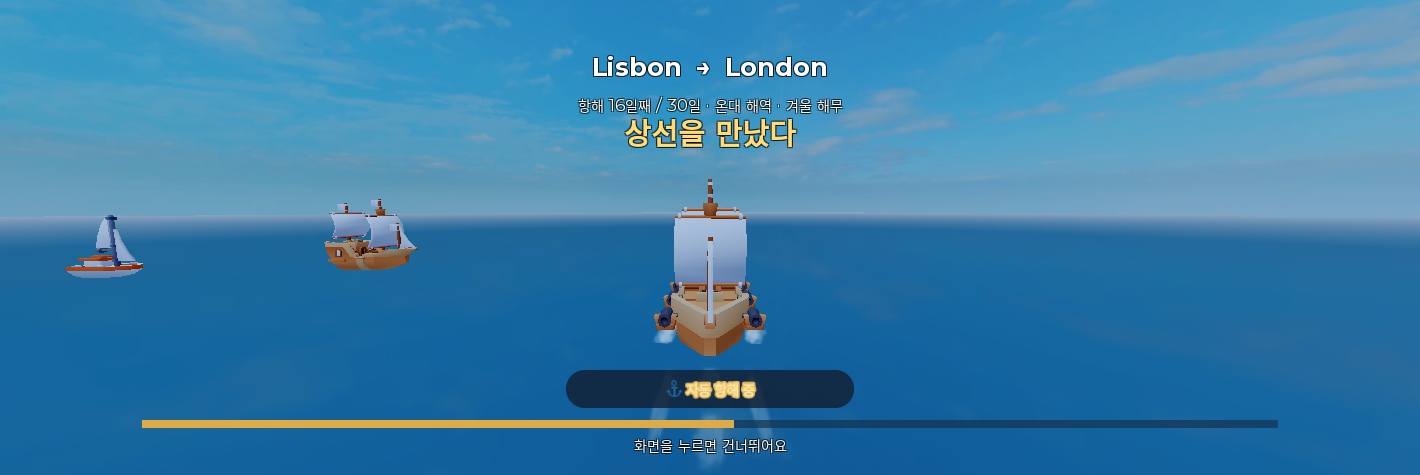 Lisbon → London
항해 16일째 / 30일 · 온대 해역 · 겨울 해무
상선을 만났다
⚓ 자동 항해 중
화면을 누르면 건너뛰어요